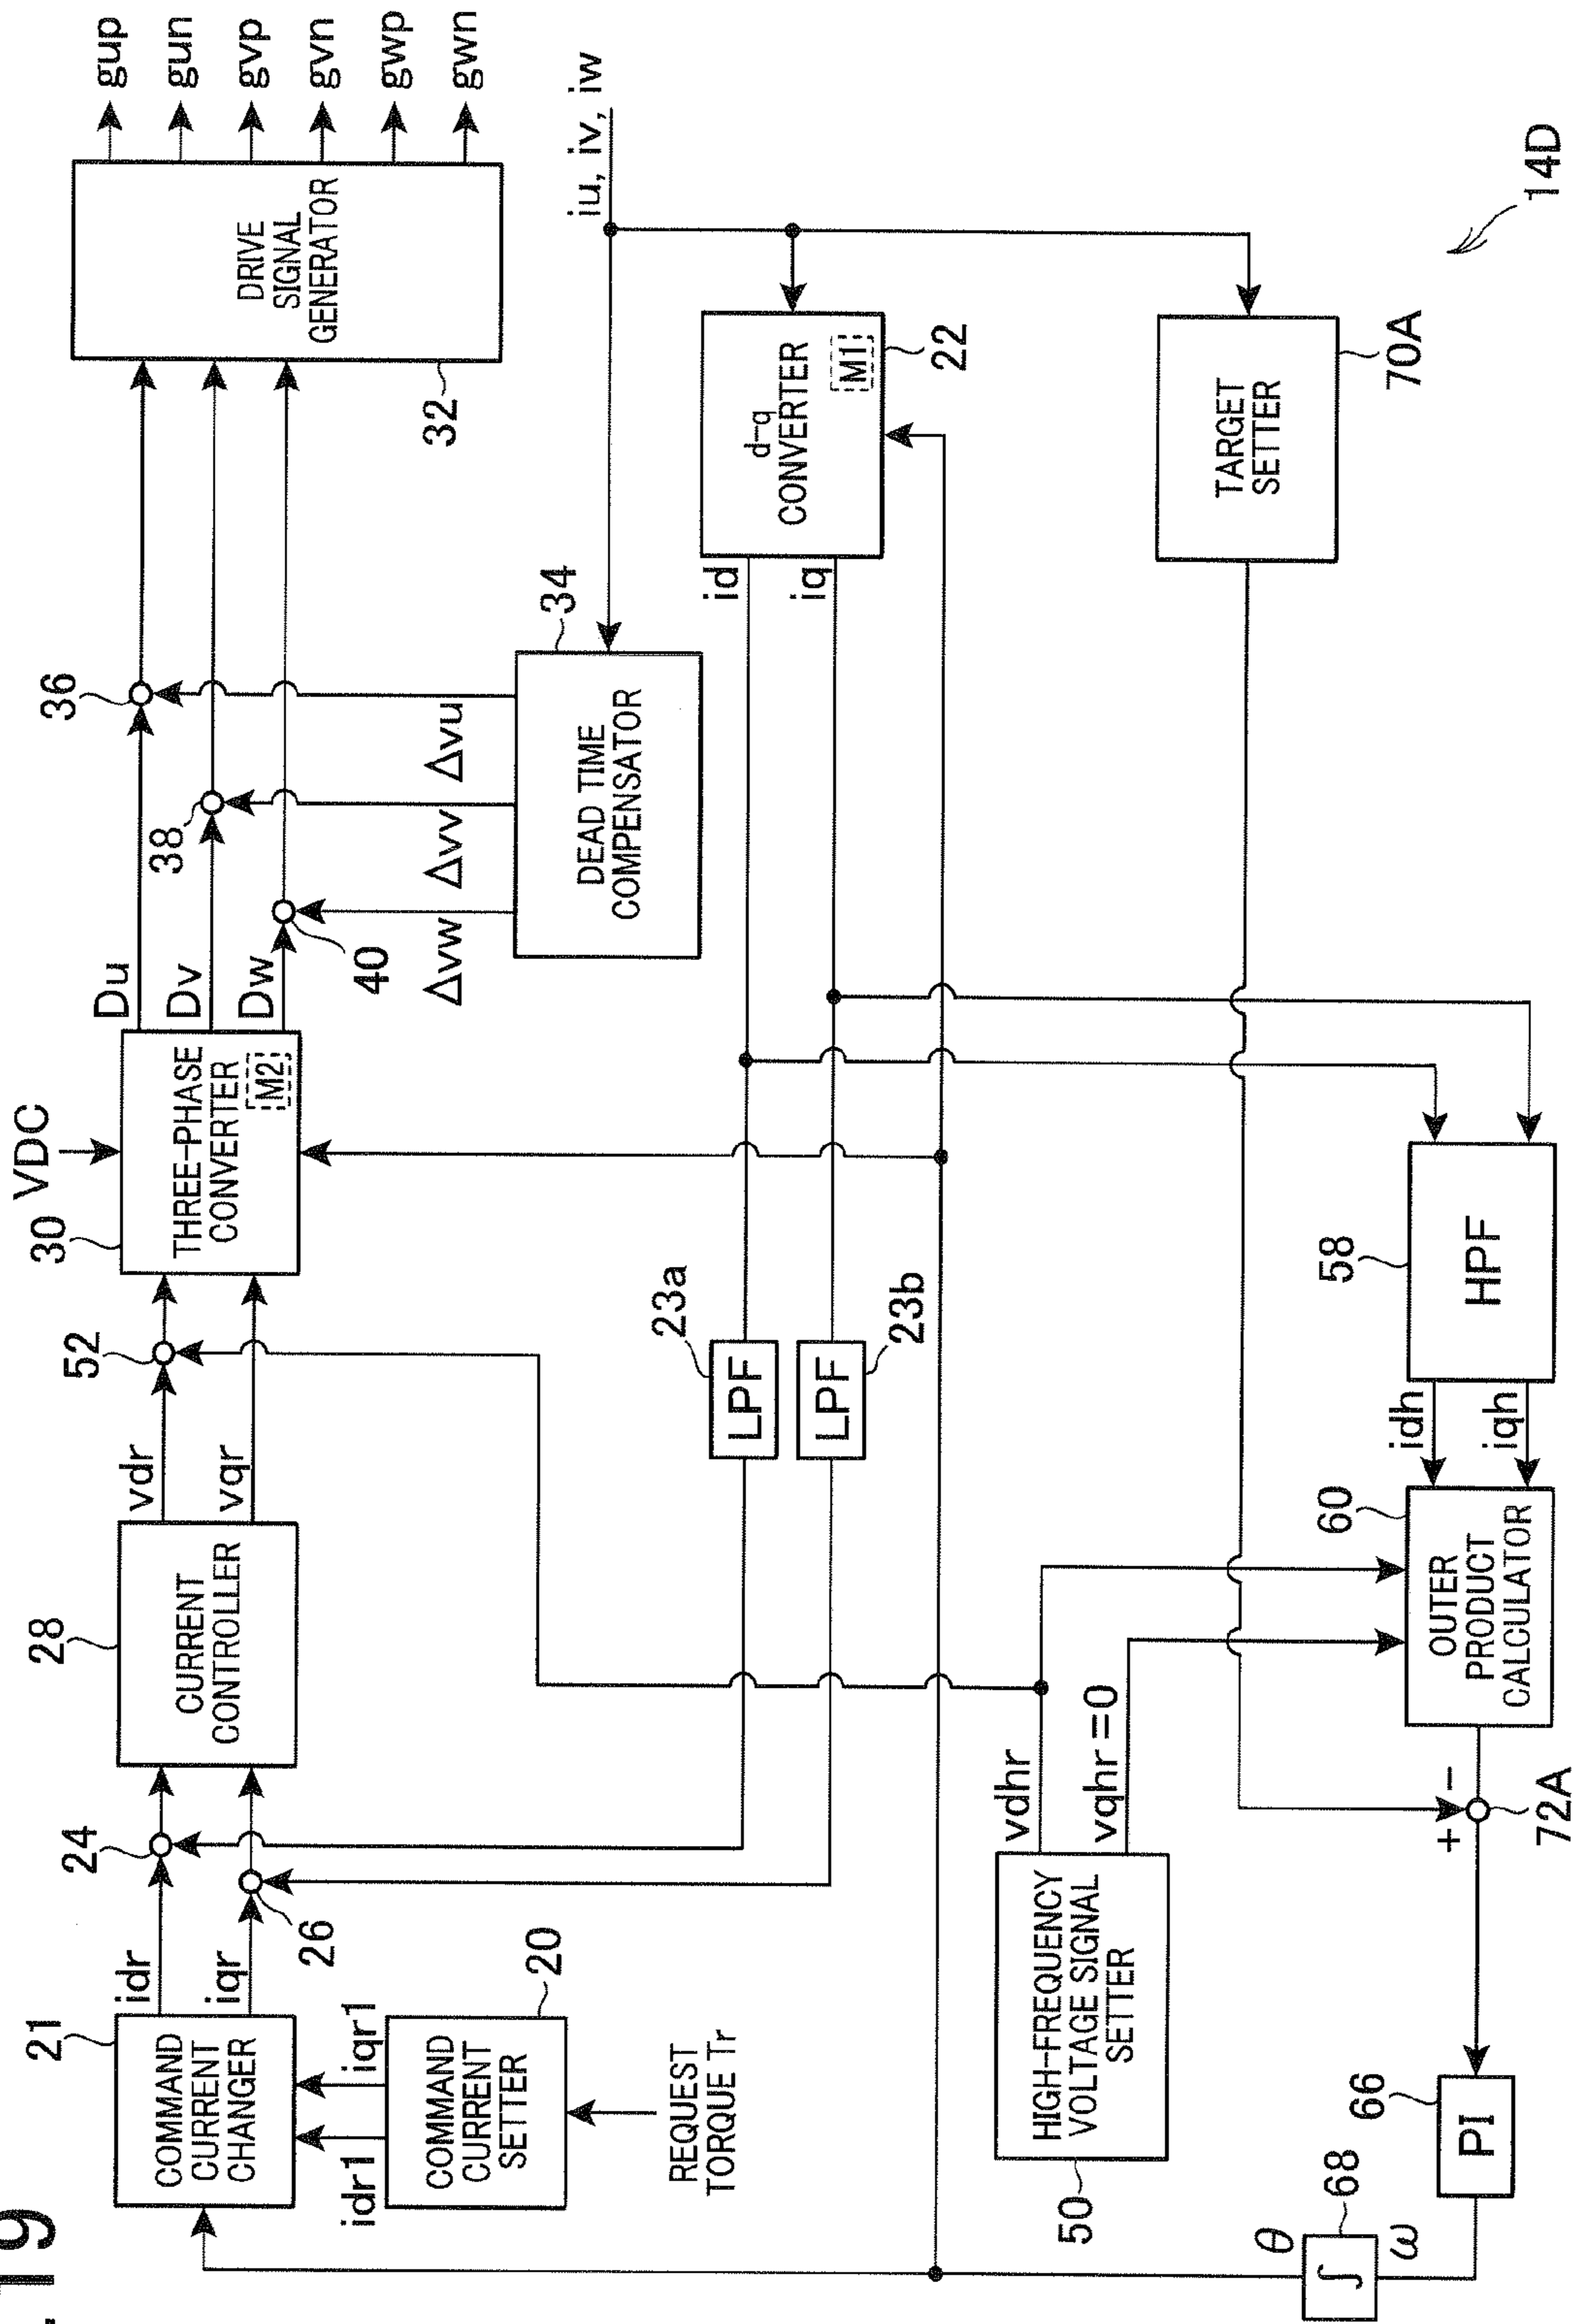 . 19
21
COMMAND
CURRENT
CHANGER
idr
iqr
24
26
28
CURRENT
CONTROLLER
vdr
vqr
52
30
VDC
THREE-PHASE
CONVERTER
M2
Du
Dv
Dw
36
38
40
32
DRIVE
SIGNAL
GENERATOR
gup
gun
gvp
gvn
gwp
gwn
idr1
iqr1
20
COMMAND
CURRENT
SETTER
REQUEST
TORQUE Tr
Δvw
Δvv
Δvu
34
DEAD TIME
COMPENSATOR
iu, iv, iw
23a
LPF
LPF
23b
id
iq
d-q
CONVERTER
M1
22
50
HIGH-FREQUENCY
VOLTAGE SIGNAL
SETTER
vdhr
vqhr=0
TARGET
SETTER
70A
14D
θ
68
∫
ω
66
PI
+
−
72A
60
OUTER
PRODUCT
CALCULATOR
idh
iqh
58
HPF